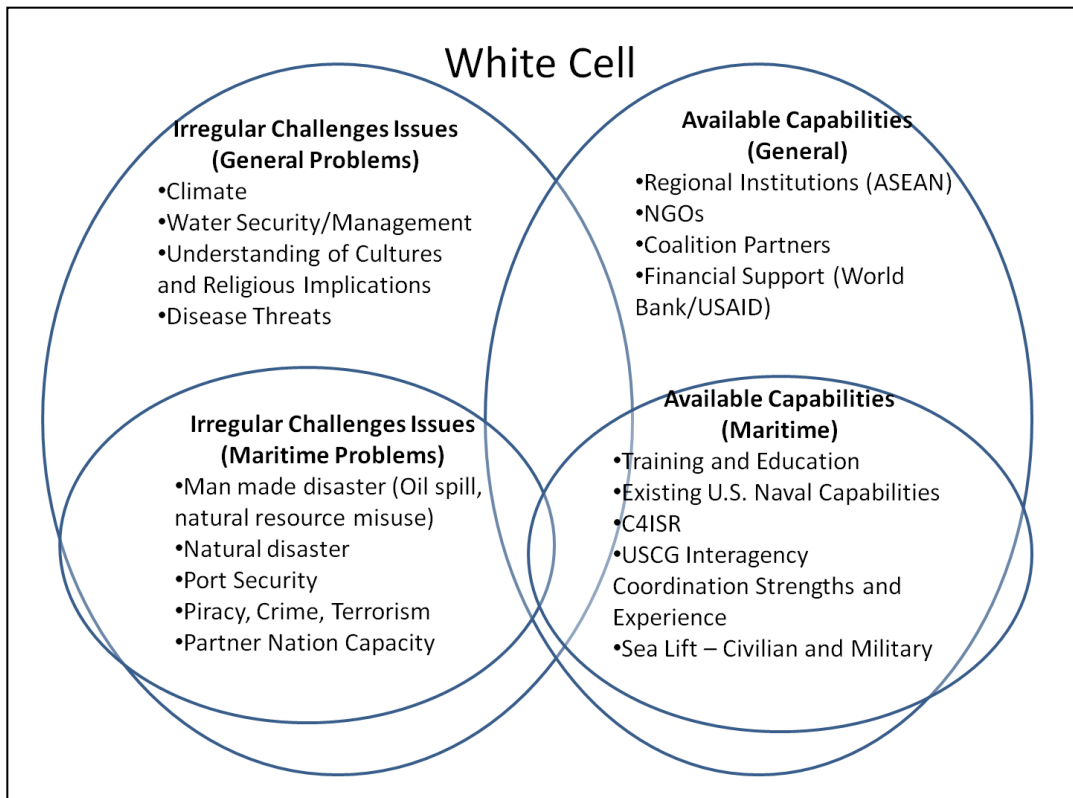 White Cell
Irregular Challenges Issues
(General Problems)
•Climate
•Water Security/Management
•Understanding of Cultures
and Religious Implications
•Disease Threats
Available Capabilities
(General)
•Regional Institutions (ASEAN)
•NGOs
•Coalition Partners
•Financial Support (World
Bank/USAID)
Irregular Challenges Issues
(Maritime Problems)
•Man made disaster (Oil spill,
natural resource misuse)
•Natural disaster
•Port Security
•Piracy, Crime, Terrorism
•Partner Nation Capacity
Available Capabilities
(Maritime)
•Training and Education
•Existing U.S. Naval Capabilities
•C4ISR
•USCG Interagency
Coordination Strengths and
Experience
•Sea Lift – Civilian and Military